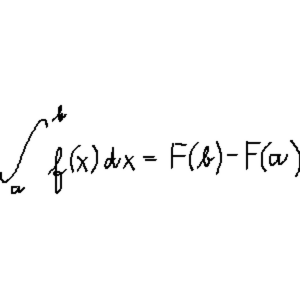 ∫_a^b f(x)dx = F(b) - F(a)